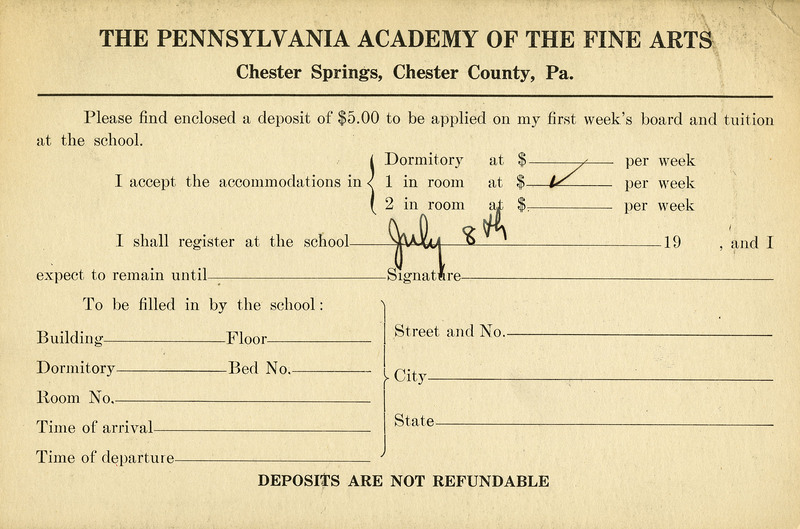 THE PENNSYLVANIA ACADEMY OF THE FINE ARTS
Chester Springs, Chester County, Pa.
Please find enclosed a deposit of $5.00 to be applied on my first week's board and tuition
at the school.
Dormitory at $ per week
I accept the accommodations in 1 in room at $ ✓ per week
2 in room at $ per week
I shall register at the school July 8th 19 , and I
expect to remain until Signature
To be filled in by the school:
Building Floor
Dormitory Bed No.
Room No.
Time of arrival
Time of departure
Street and No.
City
State
DEPOSITS ARE NOT REFUNDABLE